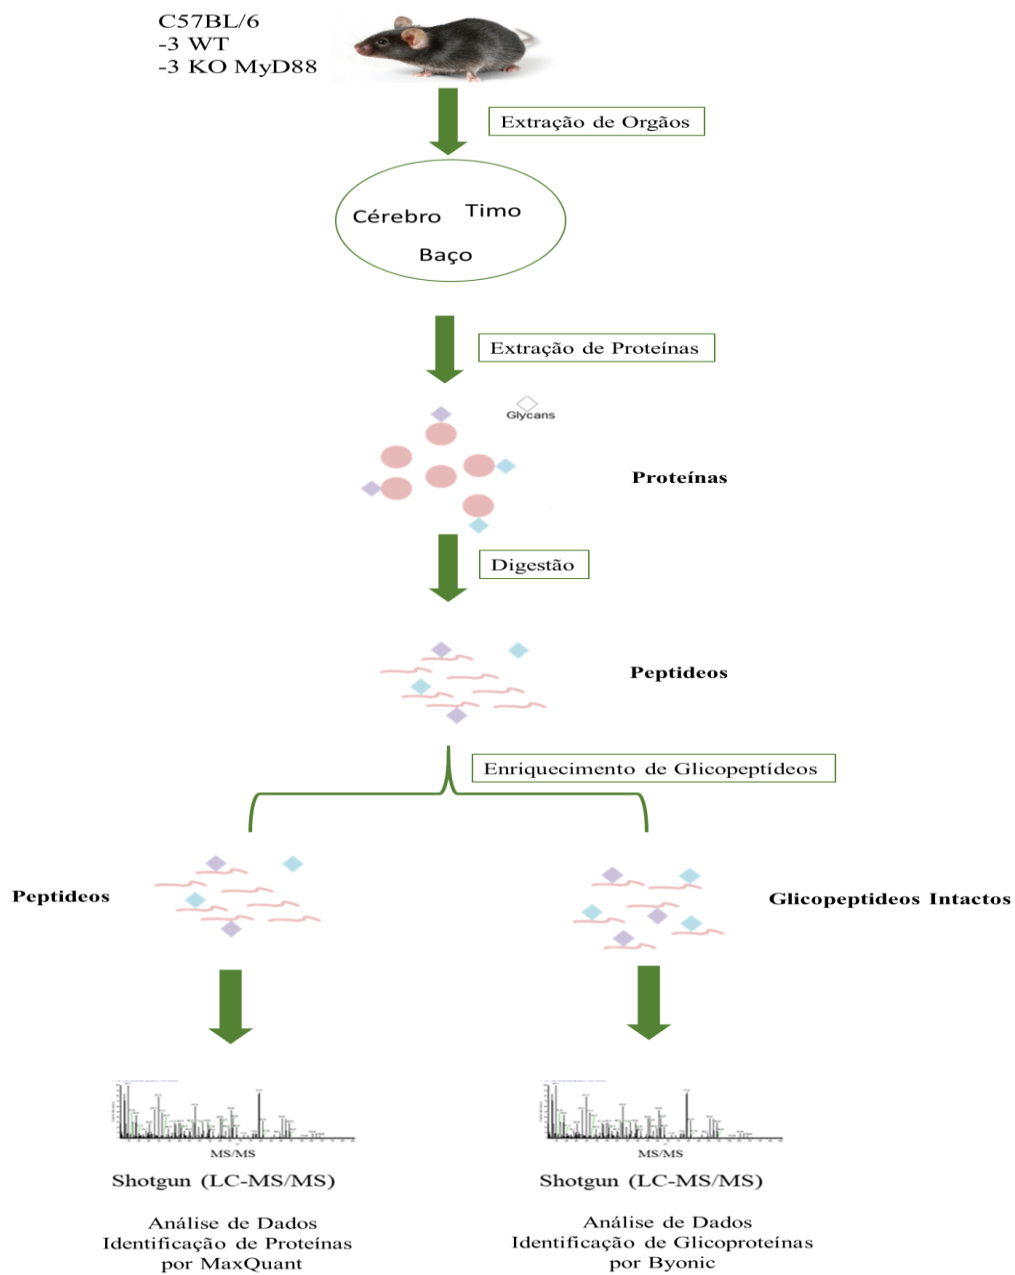 C57BL/6
-3 WT
-3 KO MyD88
Extração de Orgãos
Cérebro
Timo
Baço
Extração de Proteínas
Glycans
Proteínas
Digestão
Peptideos
Enriquecimento de Glicopeptídeos
Peptideos
Glicopeptideos Intactos
MS/MS
Shotgun (LC-MS/MS)
Análise de Dados
Identificação de Proteínas
por MaxQuant
MS/MS
Shotgun (LC-MS/MS)
Análise de Dados
Identificação de Glicoproteínas
por Byonic